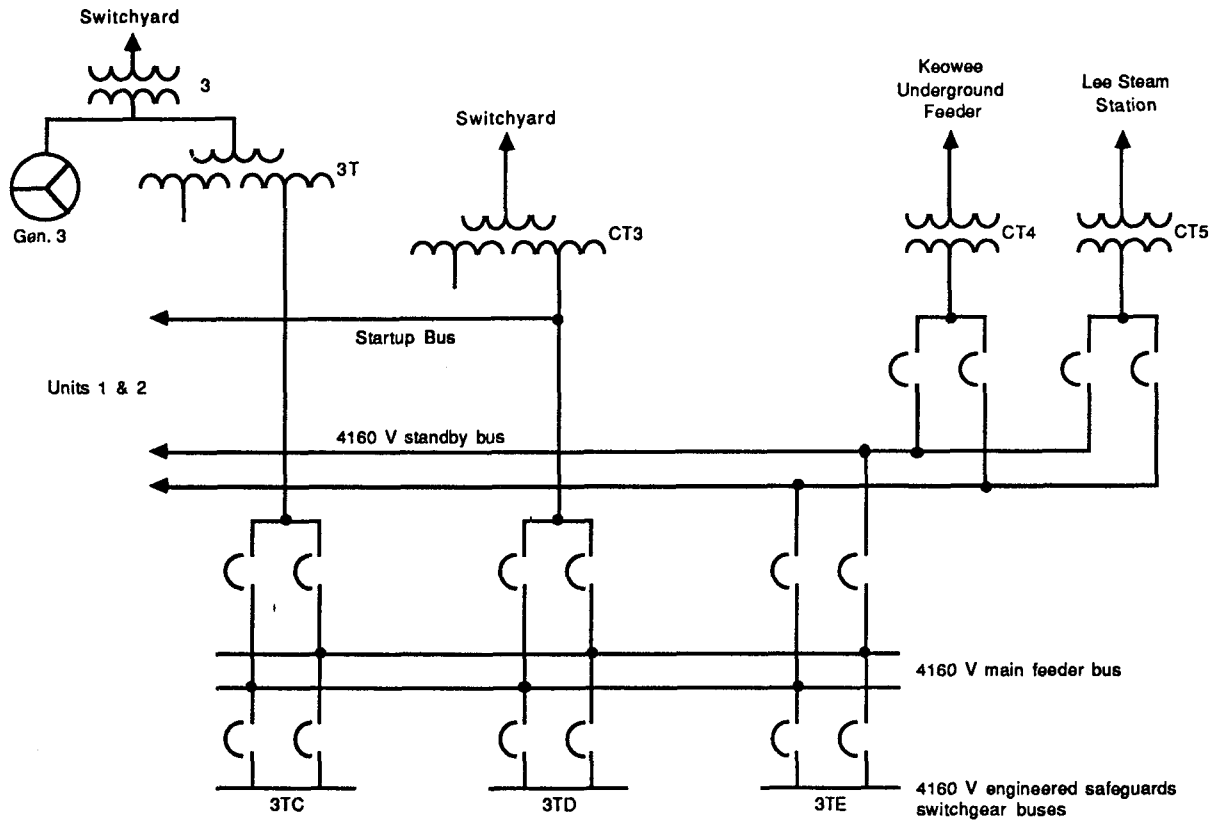 Switchyard
3
Keowee
Underground
Feeder
Lee Steam
Station
Switchyard
3T
Gen. 3
CT3
CT4
CT5
Startup Bus
Units 1 & 2
4160 V standby bus
4160 V main feeder bus
3TC
3TD
3TE
4160 V engineered safeguards
switchgear buses